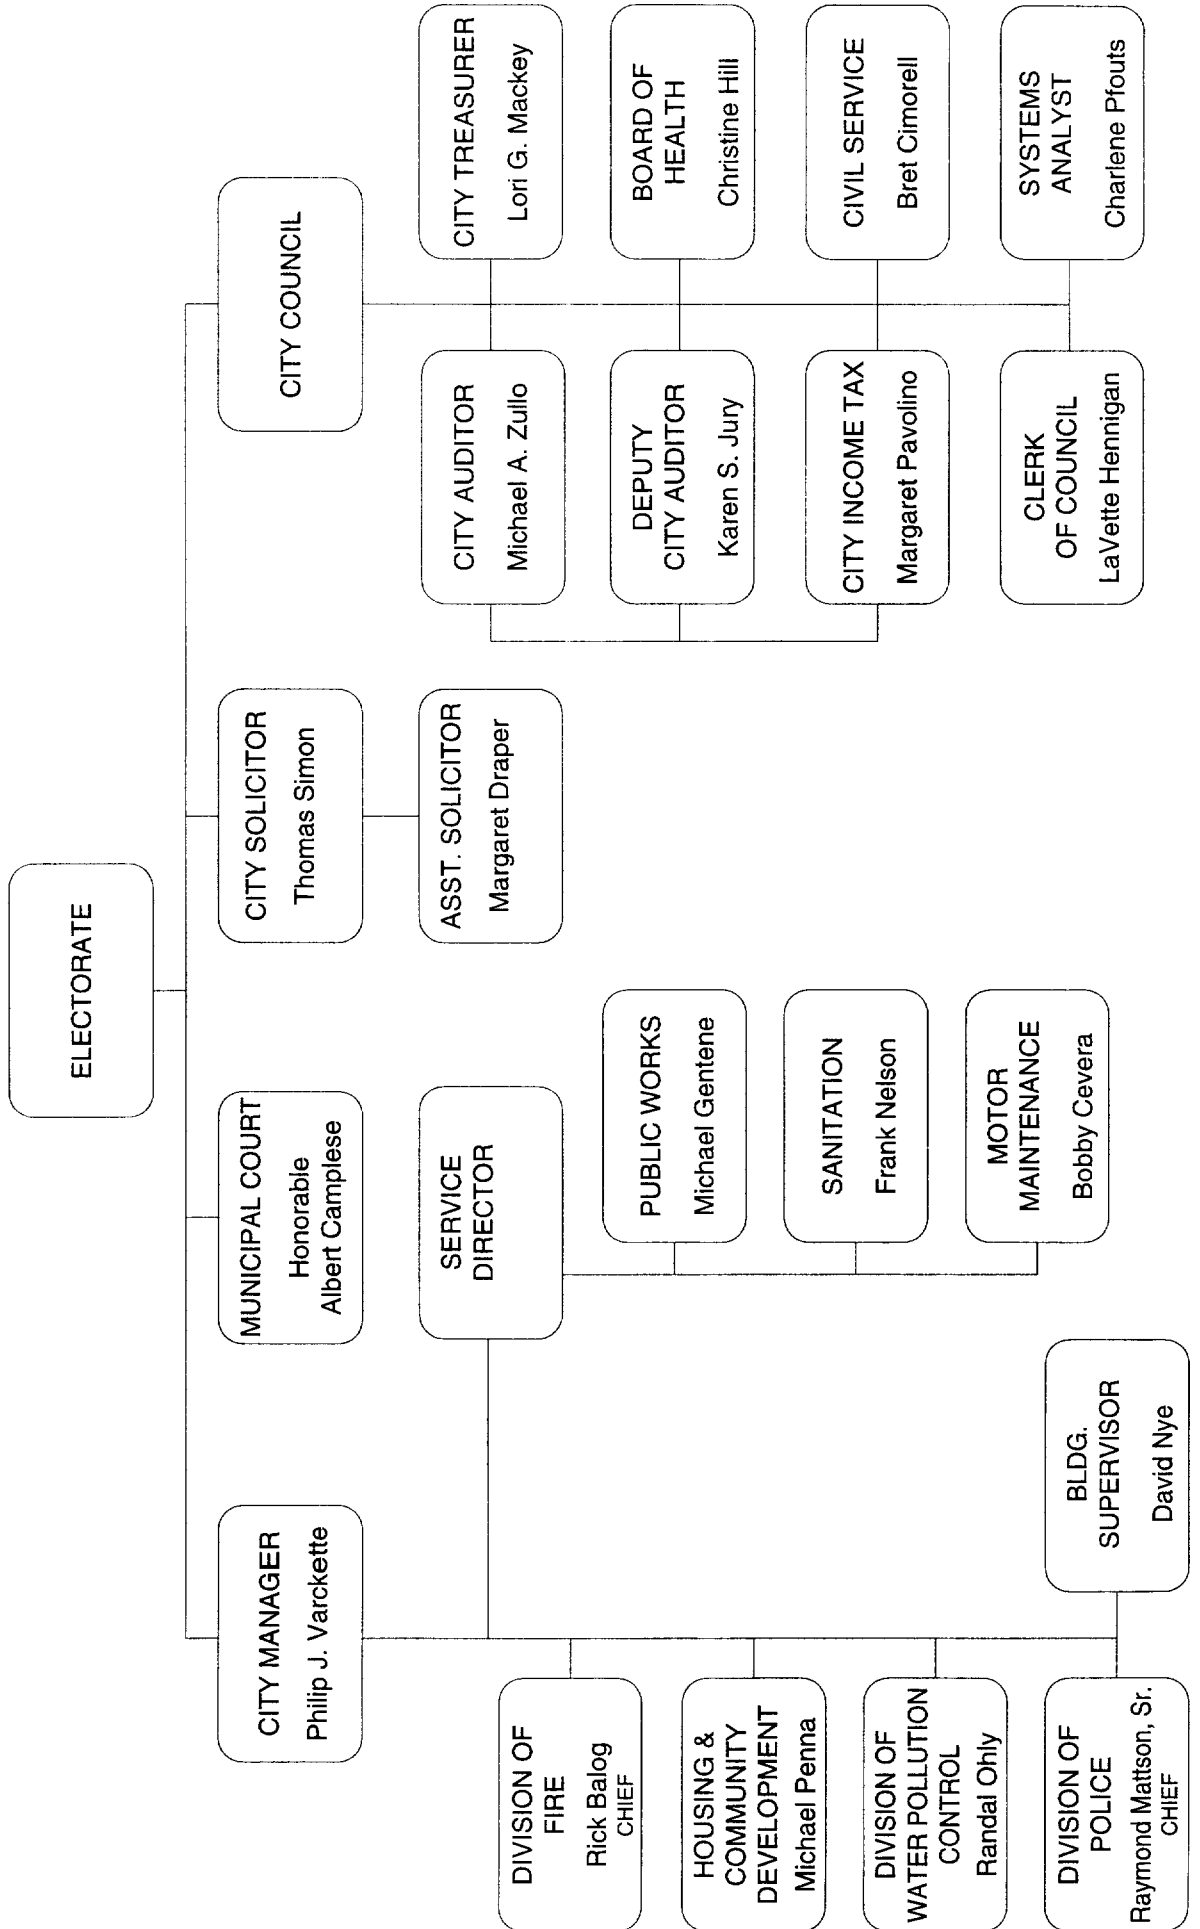 ELECTORATE
CITY MANAGER
Philip J. Varckette
MUNICIPAL COURT
Honorable
Albert Camplese
CITY SOLICITOR
Thomas Simon
CITY COUNCIL
SERVICE
DIRECTOR
ASST. SOLICITOR
Margaret Draper
CITY AUDITOR
Michael A. Zullo
CITY TREASURER
Lori G. Mackey
DIVISION OF
FIRE
Rick Balog
CHIEF
PUBLIC WORKS
Michael Gentene
DEPUTY
CITY AUDITOR
Karen S. Jury
BOARD OF
HEALTH
Christine Hill
HOUSING &
COMMUNITY
DEVELOPMENT
Michael Penna
SANITATION
Frank Nelson
CITY INCOME TAX
Margaret Pavolino
CIVIL SERVICE
Bret Cimorell
DIVISION OF
WATER POLLUTION
CONTROL
Randal Ohly
MOTOR
MAINTENANCE
Bobby Cevera
CLERK
OF COUNCIL
LaVette Hennigan
SYSTEMS
ANALYST
Charlene Pfouts
DIVISION OF
POLICE
Raymond Mattson, Sr.
CHIEF
BLDG.
SUPERVISOR
David Nye